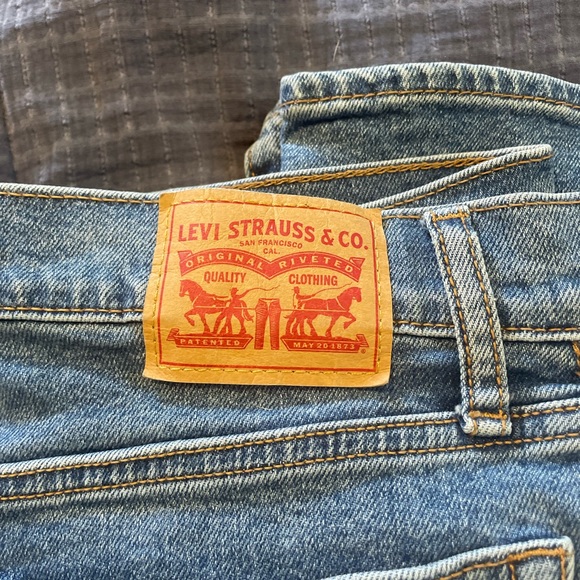 LEVI STRAUSS & CO.
SAN FRANCISCO
CAL.
ORIGINAL RIVETED
QUALITY CLOTHING
PATENTED MAY 20 1873